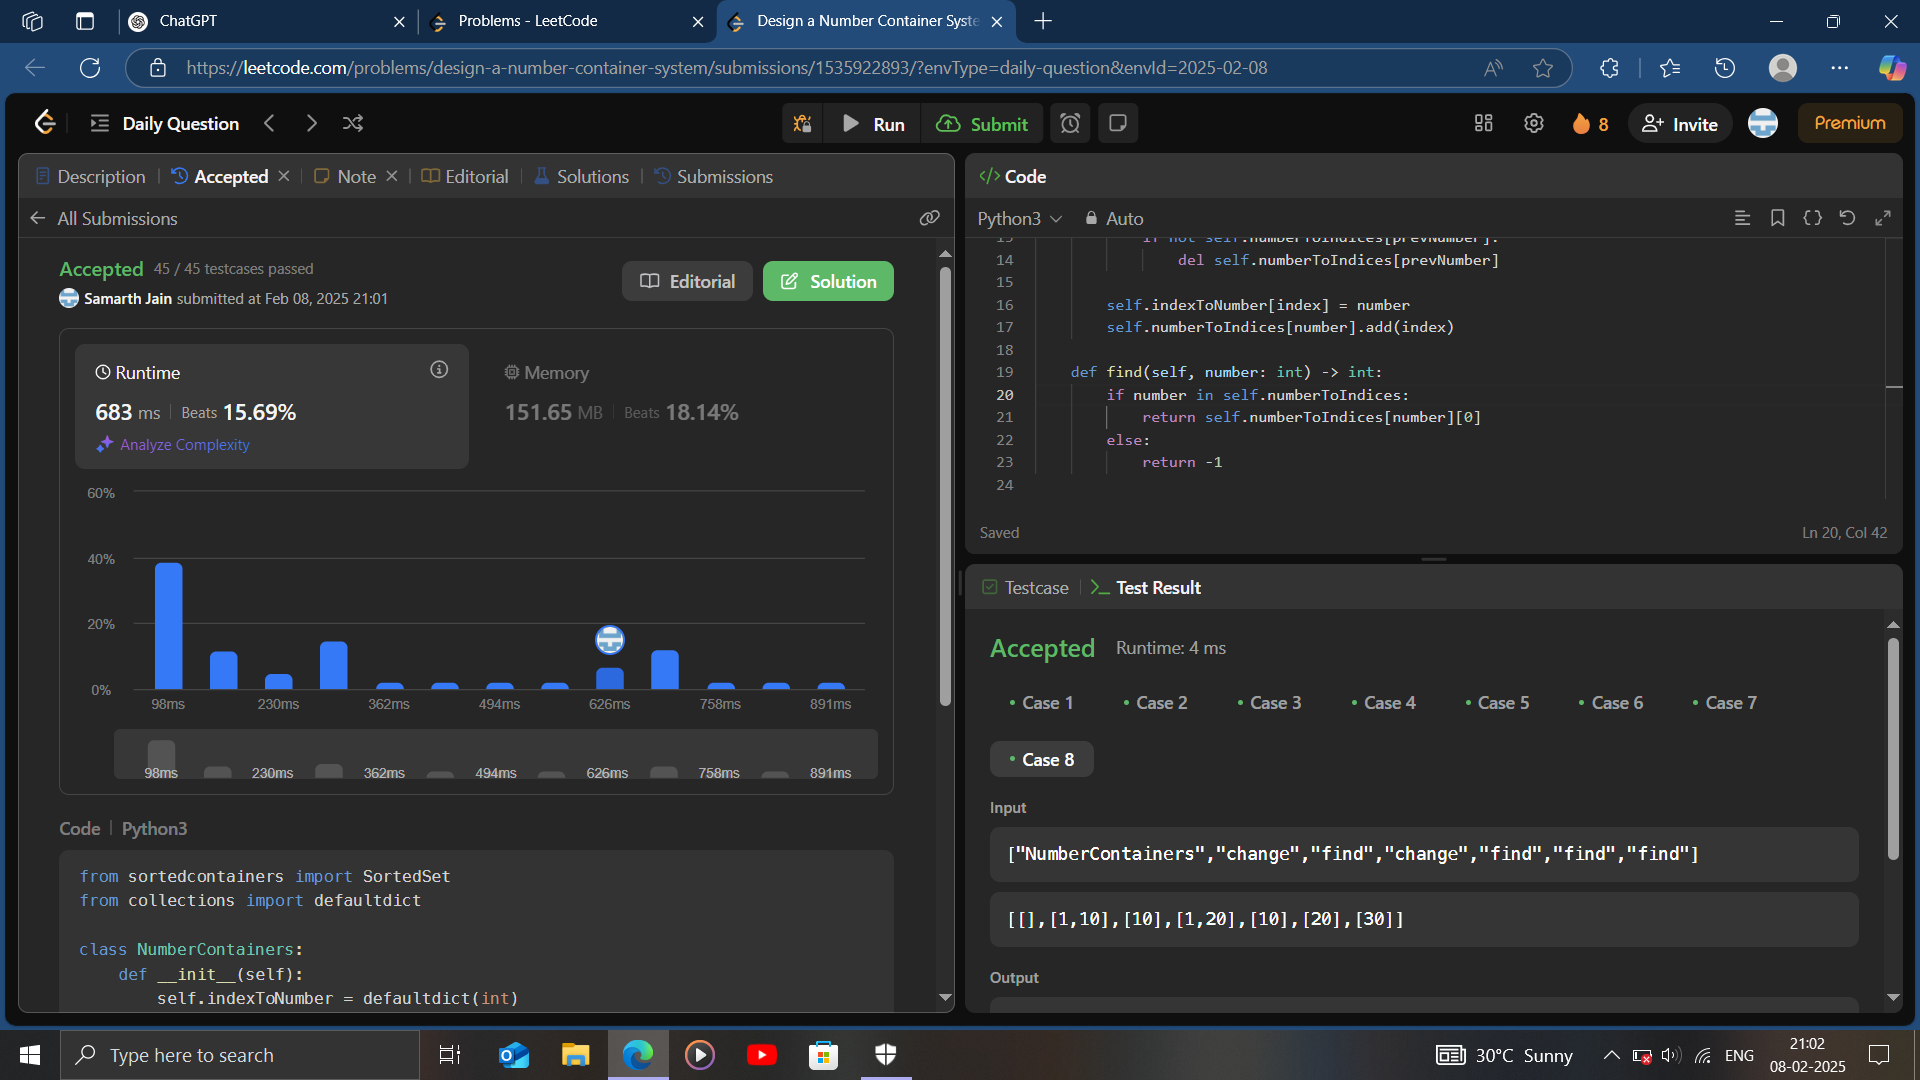 ChatGPT
Problems - LeetCode
Design a Number Container Syste
https://leetcode.com/problems/design-a-number-container-system/submissions/1535922893/?envType=daily-question&envId=2025-02-08
Daily Question
Run
Submit
8
Invite
Premium
Description
Accepted
Note
Editorial
Solutions
Submissions
All Submissions
Accepted 45 / 45 testcases passed
Samarth Jain submitted at Feb 08, 2025 21:01
Editorial
Solution
Runtime
683 ms Beats 15.69%
Analyze Complexity
Memory
151.65 MB Beats 18.14%
60%
40%
20%
0%
98ms 230ms 362ms 494ms 626ms 758ms 891ms
98ms 230ms 362ms 494ms 626ms 758ms 891ms
Code | Python3
from sortedcontainers import SortedSet
from collections import defaultdict
class NumberContainers:
def __init__(self):
self.indexToNumber = defaultdict(int)
</> Code
Python3
Auto
13 if not self.numberToIndices[prevNumber]:
14 del self.numberToIndices[prevNumber]
15
16 self.indexToNumber[index] = number
17 self.numberToIndices[number].add(index)
18
19 def find(self, number: int) -> int:
20 if number in self.numberToIndices:
21 return self.numberToIndices[number][0]
22 else:
23 return -1
24
Saved
Ln 20, Col 42
Testcase
Test Result
Accepted Runtime: 4 ms
Case 1
Case 2
Case 3
Case 4
Case 5
Case 6
Case 7
Case 8
Input
["NumberContainers","change","find","change","find","find","find"]
[[],[1,10],[10],[1,20],[10],[20],[30]]
Output
Type here to search
30°C Sunny
ENG
21:02
08-02-2025